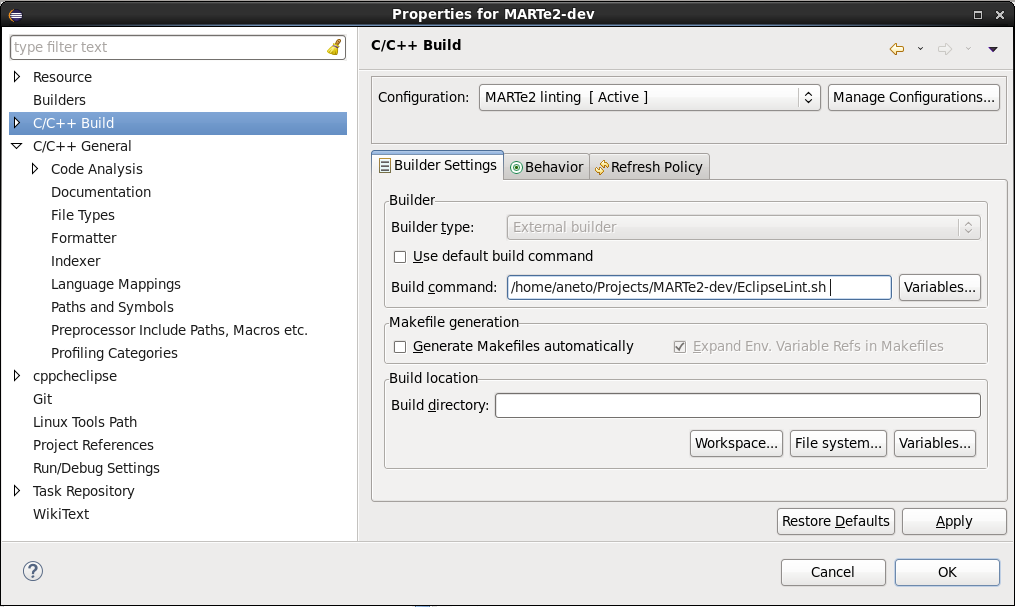 Properties for MARTe2-dev
type filter text
Resource
Builders
C/C++ Build
C/C++ General
Code Analysis
Documentation
File Types
Formatter
Indexer
Language Mappings
Paths and Symbols
Preprocessor Include Paths, Macros etc.
Profiling Categories
cppcheclipse
Git
Linux Tools Path
Project References
Run/Debug Settings
Task Repository
WikiText
C/C++ Build
Configuration: MARTe2 linting [ Active ] Manage Configurations...
Builder Settings Behavior Refresh Policy
Builder
Builder type: External builder
Use default build command
Build command: /home/aneto/Projects/MARTe2-dev/EclipseLint.sh Variables...
Makefile generation
Generate Makefiles automatically Expand Env. Variable Refs in Makefiles
Build location
Build directory:
Workspace... File system... Variables...
Restore Defaults Apply
? Cancel OK